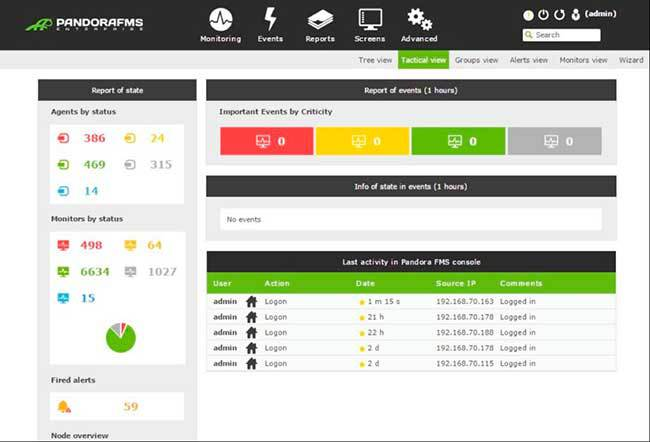 PANDORAFMS
ENTERPRISE
Monitoring
Events
Reports
Screens
Advanced
(admin)
Search
Tree view
Tactical view
Groups view
Alerts view
Monitors view
Wizard
Report of state
Agents by status
386 24
469 315
14
Monitors by status
498 64
6634 1027
15
Fired alerts
59
Node overview
Report of events (1 hours)
Important Events by Criticity
0 0 0 0
Info of state in events (1 hours)
No events
Last activity in Pandora FMS console
User Action Date Source IP Comments
admin Logon 1 m 15 s 192.168.70.163 Logged in
admin Logon 21 h 192.168.70.178 Logged in
admin Logon 22 h 192.168.70.188 Logged in
admin Logon 2 d 192.168.70.178 Logged in
admin Logon 2 d 192.168.70.115 Logged in